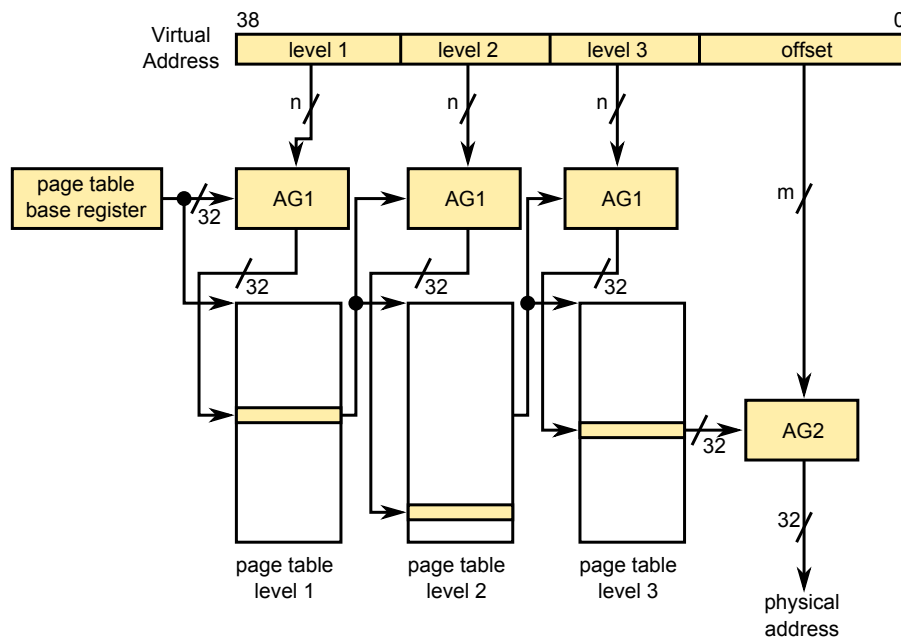 38
0
Virtual
Address
level 1
level 2
level 3
offset
n
n
n
m
page table
base register
32
AG1
AG1
AG1
32
32
32
32
AG2
32
page table
level 1
page table
level 2
page table
level 3
physical
address